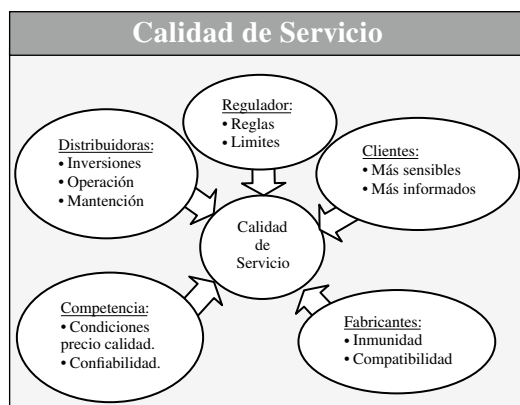 Calidad de Servicio
Regulador:
• Reglas
• Limites
Distribuidoras:
• Inversiones
• Operación
• Mantención
Clientes:
• Más sensibles
• Más informados
Calidad
de
Servicio
Competencia:
• Condiciones
precio calidad.
• Confiabilidad.
Fabricantes:
• Inmunidad
• Compatibilidad